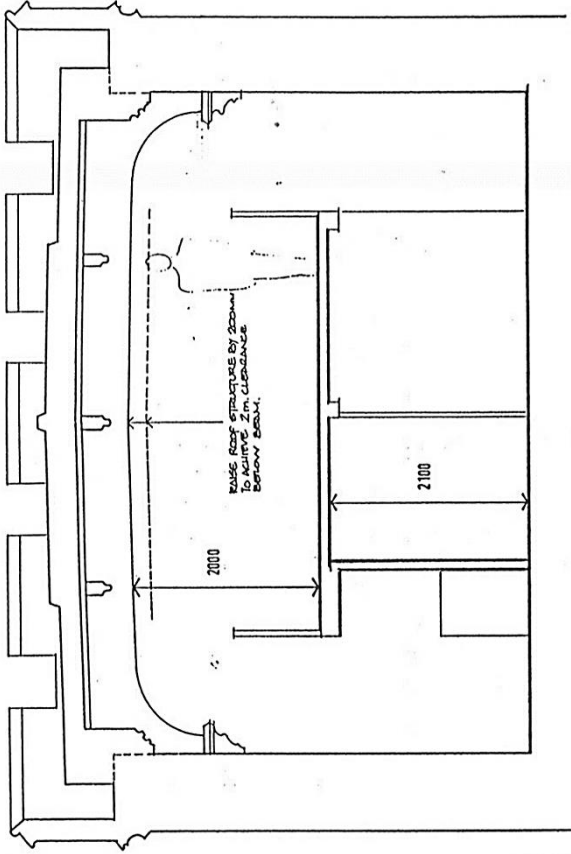 RAISE ROOF STRUCTURE BY 200mm
TO ACHIEVE 2m. CLEARANCE
BELOW BEAM.
2000
2100